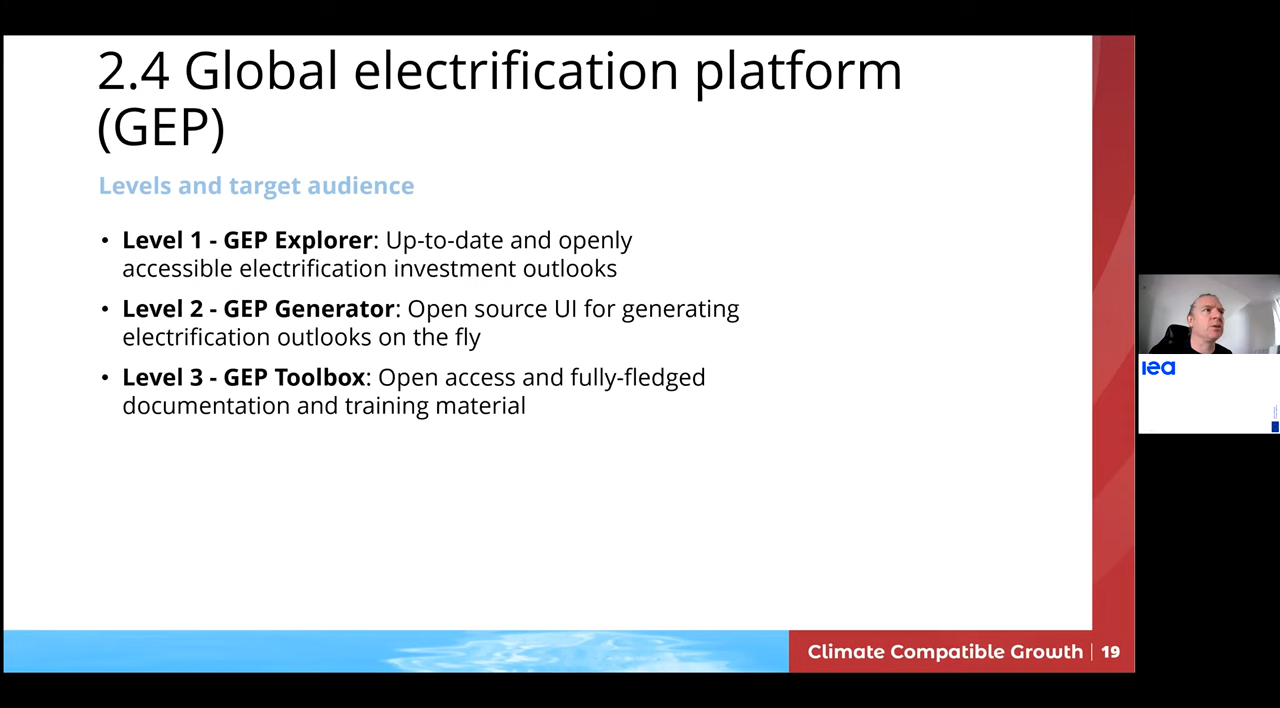 2.4 Global electrification platform
(GEP)
Levels and target audience
• Level 1 - GEP Explorer: Up-to-date and openly
accessible electrification investment outlooks
• Level 2 - GEP Generator: Open source UI for generating
electrification outlooks on the fly
• Level 3 - GEP Toolbox: Open access and fully-fledged
documentation and training material
iea
Climate Compatible Growth | 19